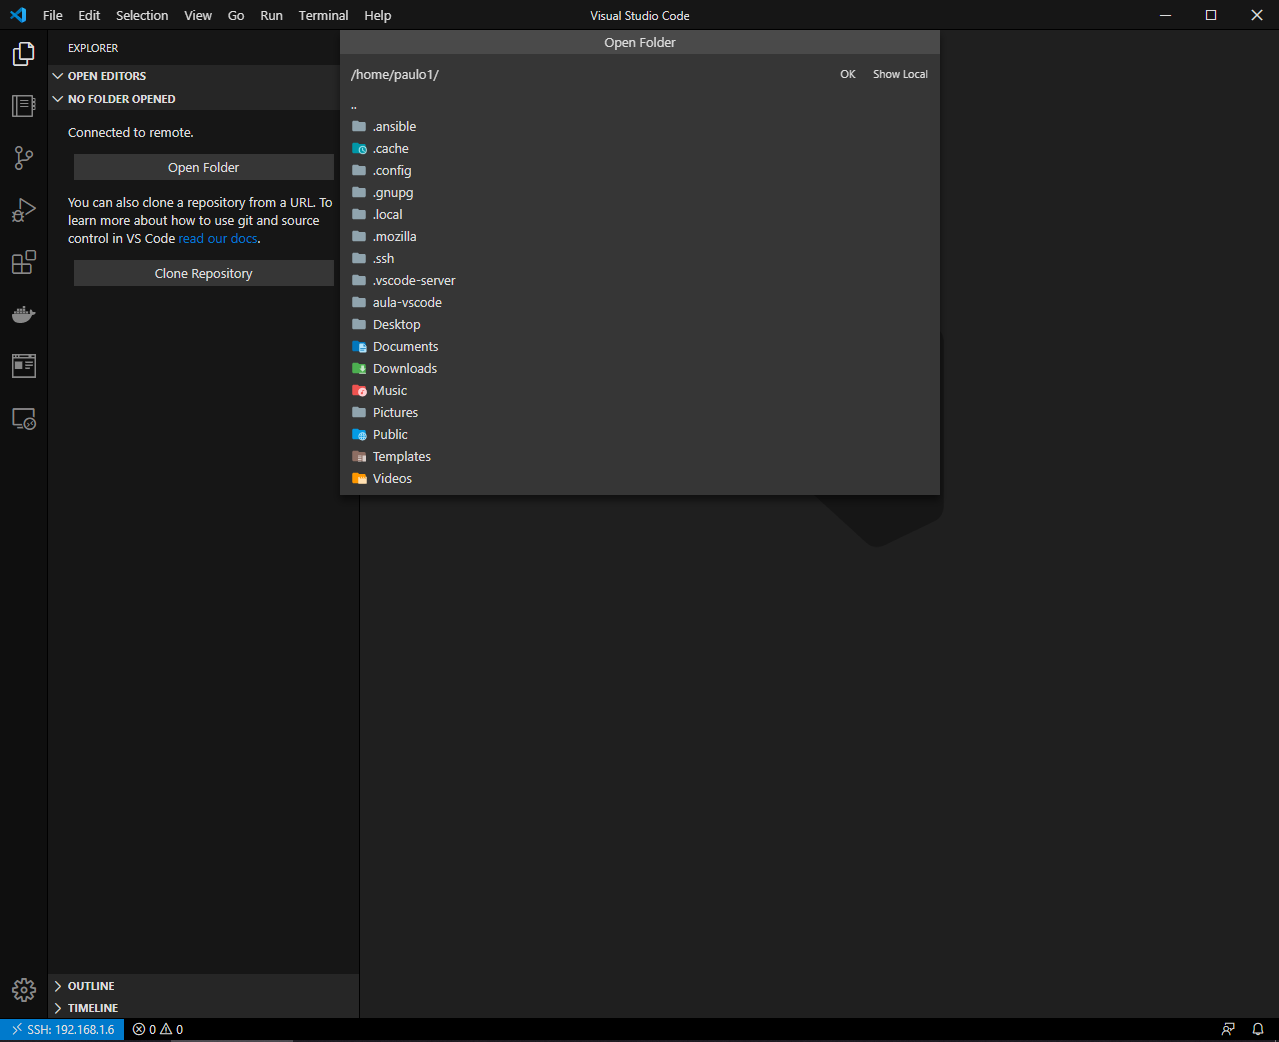 File Edit Selection View Go Run Terminal Help Visual Studio Code
EXPLORER
OPEN EDITORS
NO FOLDER OPENED
Connected to remote.
Open Folder
You can also clone a repository from a URL. To
learn more about how to use git and source
control in VS Code read our docs.
Clone Repository
Open Folder
/home/paulo1/ OK Show Local
..
.ansible
.cache
.config
.gnupg
.local
.mozilla
.ssh
.vscode-server
aula-vscode
Desktop
Documents
Downloads
Music
Pictures
Public
Templates
Videos
OUTLINE
TIMELINE
SSH: 192.168.1.6 0 0